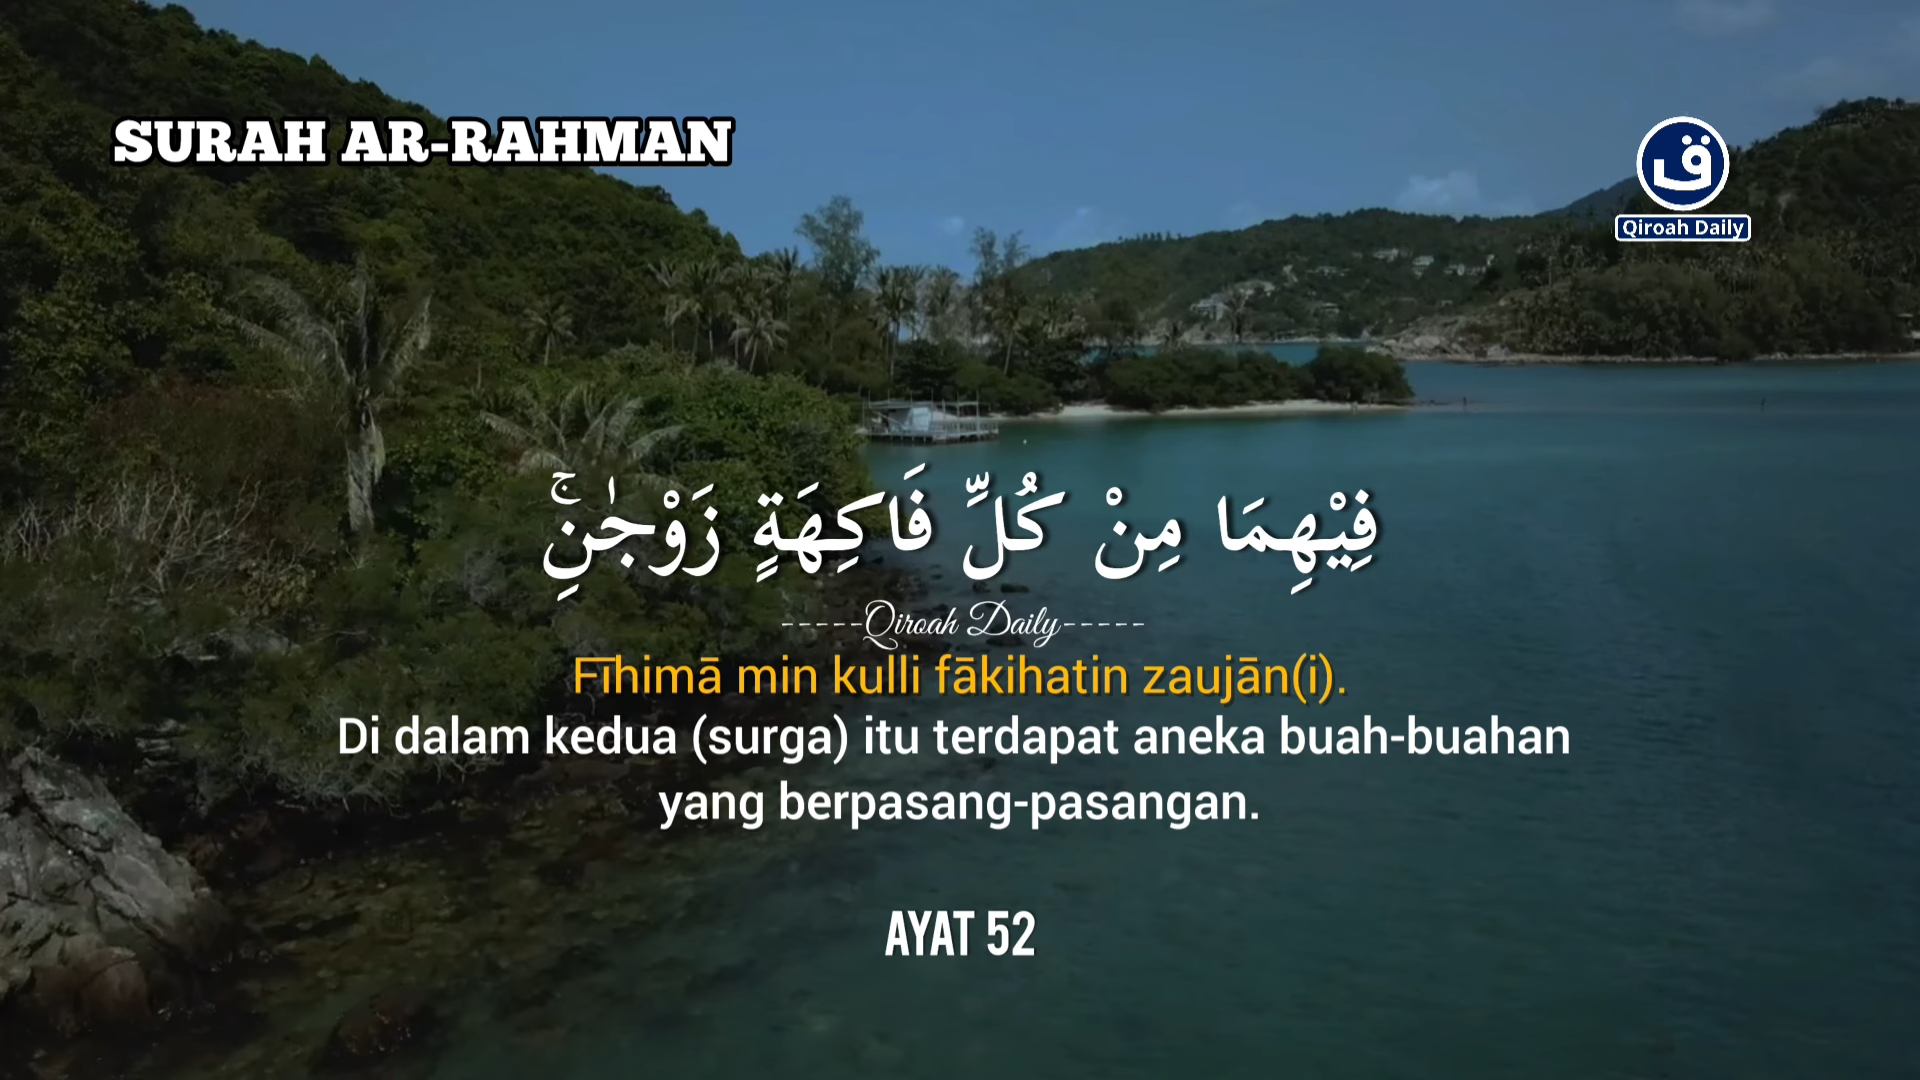 SURAH AR-RAHMAN
ق
Qiroah Daily
فِيْهِمَا مِنْ كُلِّ فَاكِهَةٍ زَوْجٰنِۚ
-----Qiroah Daily-----
Fīhimā min kulli fākihatin zaujān(i).
Di dalam kedua (surga) itu terdapat aneka buah-buahan
yang berpasang-pasangan.
AYAT 52